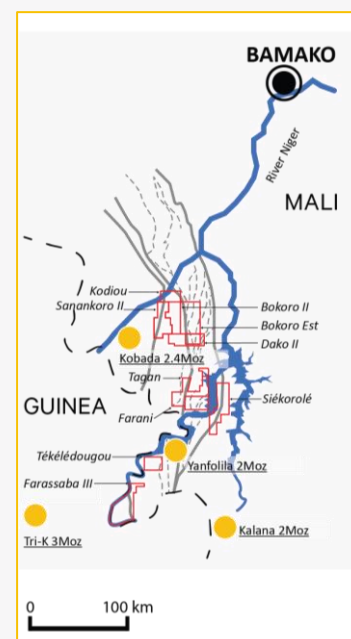 BAMAKO
River Niger
MALI
Kodiou
Sanankoro II
Bokoro II
Bokoro Est
Dako II
Kobada 2.4Moz
Tagan
Siékorolé
GUINEA
Farani
Tékélédougou
Yanfolila 2Moz
Farassaba III
Tri-K 3Moz
Kalana 2Moz
0 100 km